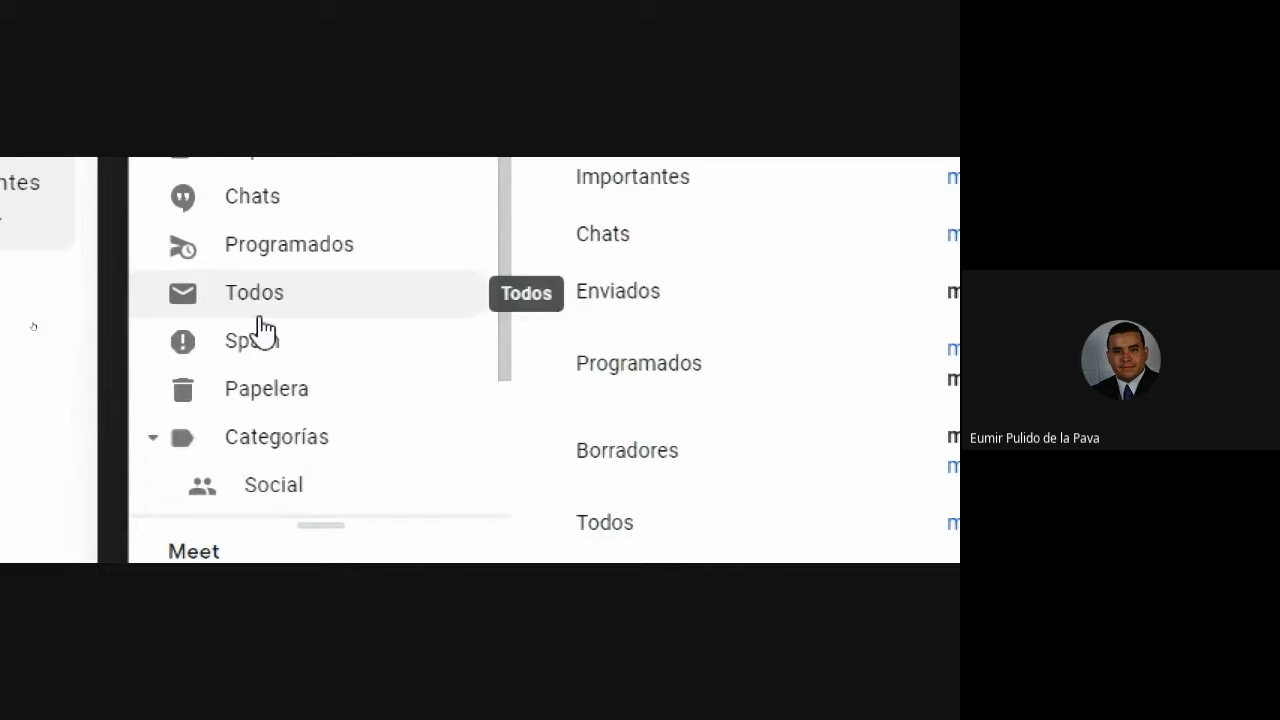 ntes
Chats
Programados
Todos
Todos
Papelera
Categorías
Social
Meet
Importantes
Chats
Enviados
Programados
Borradores
Todos
Eumir Pulido de la Pava